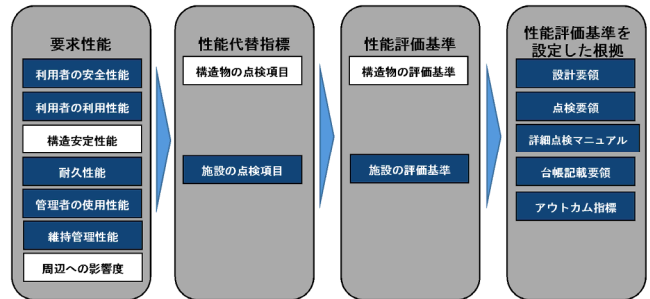 要求性能
利用者の安全性能
利用者の利用性能
構造安定性能
耐久性能
管理者の使用性能
維持管理性能
周辺への影響度
性能代替指標
構造物の点検項目
施設の点検項目
性能評価基準
構造物の評価基準
施設の評価基準
性能評価基準を
設定した根拠
設計要領
点検要領
詳細点検マニュアル
台帳記載要領
アウトカム指標